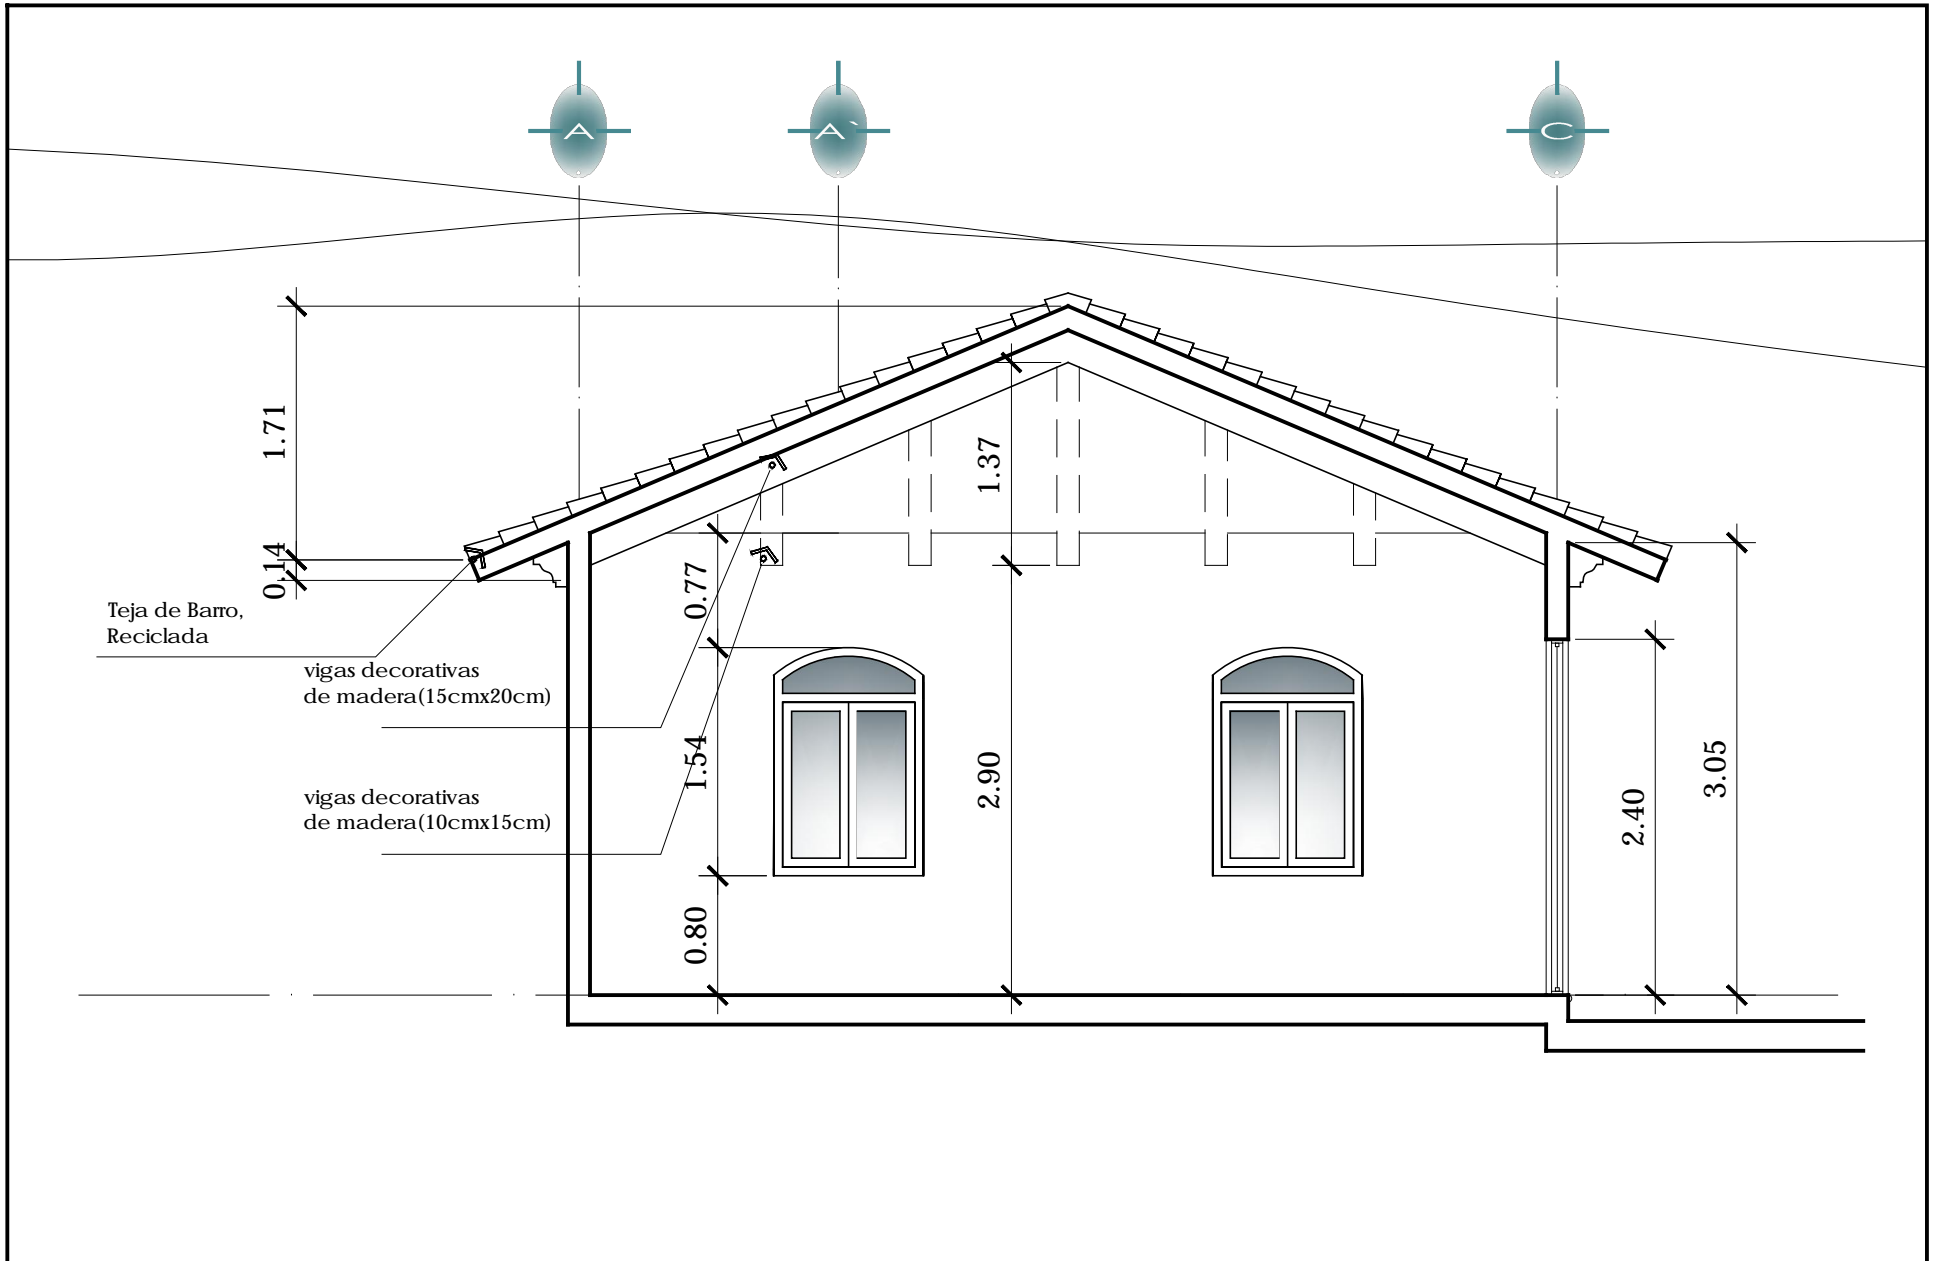 A
A`
C
1.71
0.14
1.37
0.77
Teja de Barro,
Reciclada
vigas decorativas
de madera(15cmx20cm)
1.54
2.90
3.05
2.40
vigas decorativas
de madera(10cmx15cm)
0.80